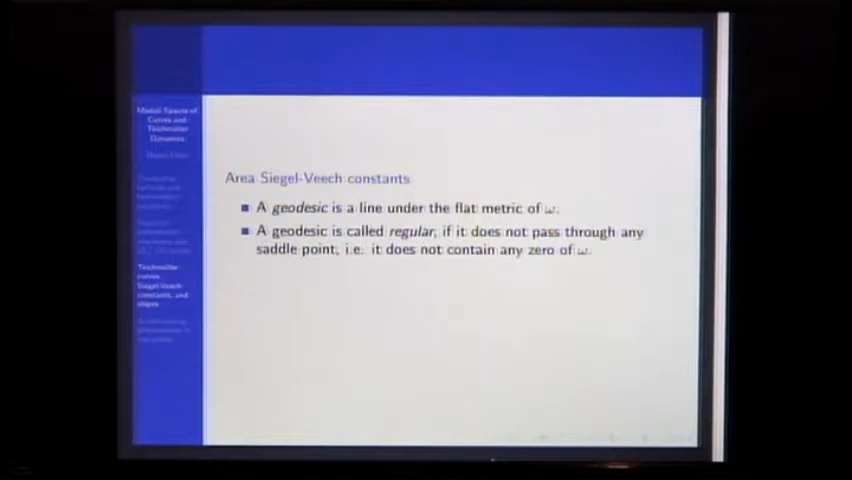 Moduli Spaces of
Curves and
Teichmüller
Dynamics
Area Siegel-Veech constants
A geodesic is a line under the flat metric of ω.
A geodesic is called regular, if it does not pass through any
saddle point, i.e. it does not contain any zero of ω.
Teichmüller
curves,
Siegel-Veech
constants, and
slopes